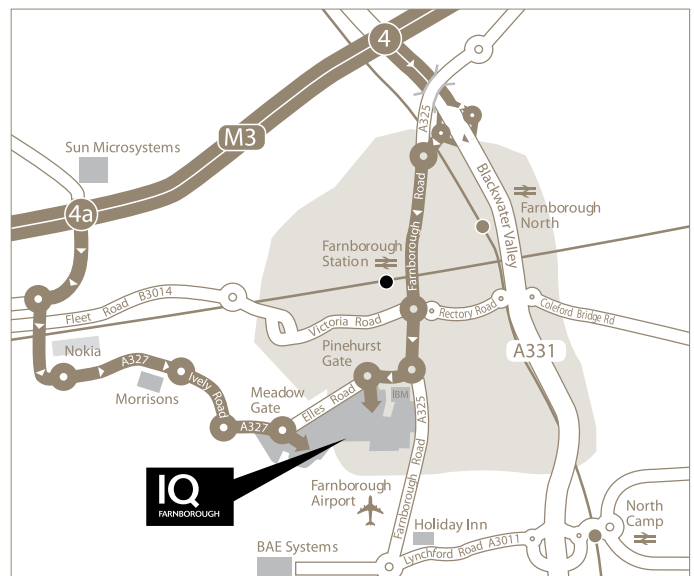 4
A325
M3
Sun Microsystems
Road
Blackwater Valley
4a
Farnborough
North
Farnborough
Station
Farnborough
Fleet Road B3014
Victoria Road
Rectory Road
Coleford Bridge Rd
Nokia
A327
Pinehurst
Gate
A331
Morrisons
Ively Road
Meadow
Gate
Elles Road
IBM
A325
A327
IQ
FARNBOROUGH
Farnborough
Airport
Farnborough Road
Holiday Inn
North
Camp
BAE Systems
Lynchford Road A3011